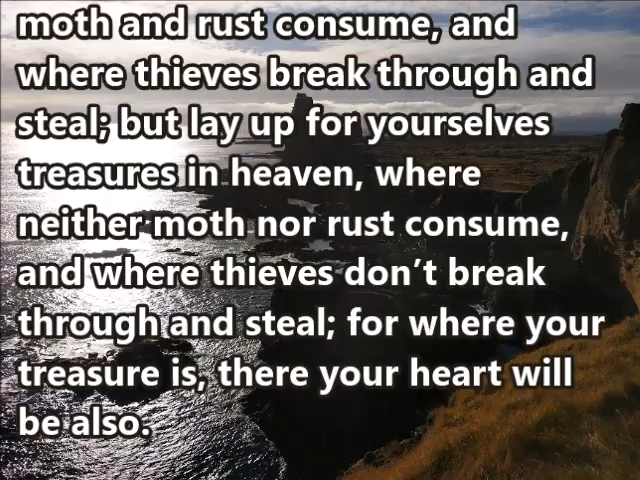 moth and rust consume, and
where thieves break through and
steal; but lay up for yourselves
treasures in heaven, where
neither moth nor rust consume,
and where thieves don’t break
through and steal; for where your
treasure is, there your heart will
be also.